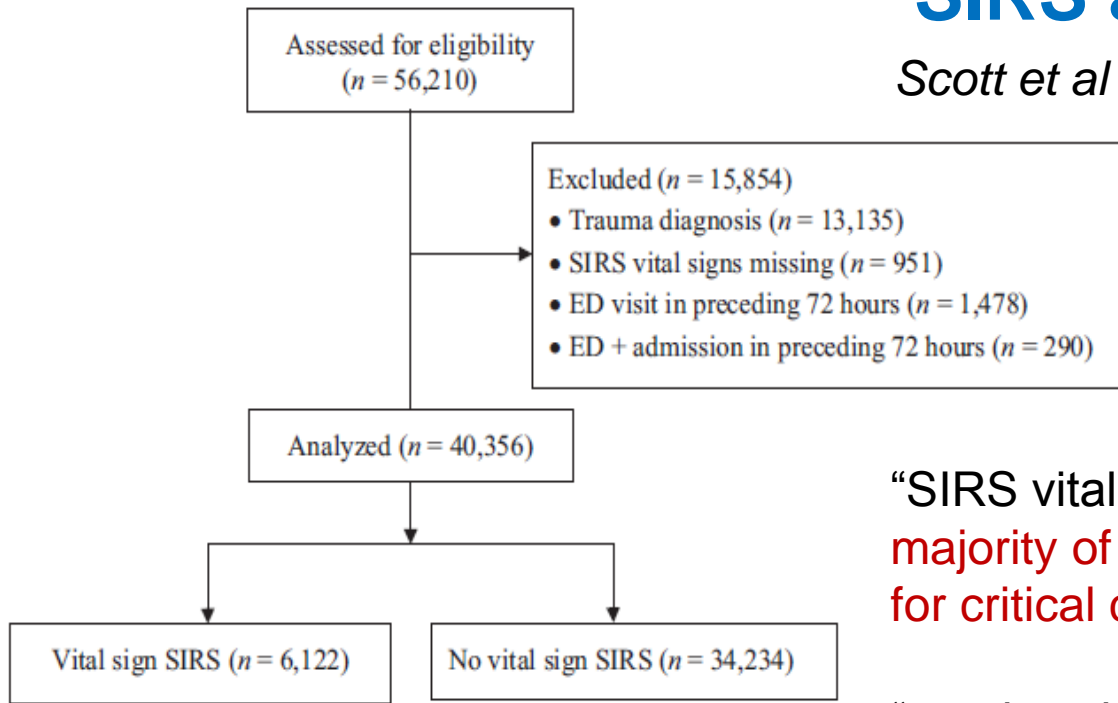 SIRS
Scott et al
Assessed for eligibility
(n = 56,210)
Excluded (n = 15,854)
• Trauma diagnosis (n = 13,135)
• SIRS vital signs missing (n = 951)
• ED visit in preceding 72 hours (n = 1,478)
• ED + admission in preceding 72 hours (n = 290)
Analyzed (n = 40,356)
“SIRS vital
majority of
for critical
Vital sign SIRS (n = 6,122)
No vital sign SIRS (n = 34,234)